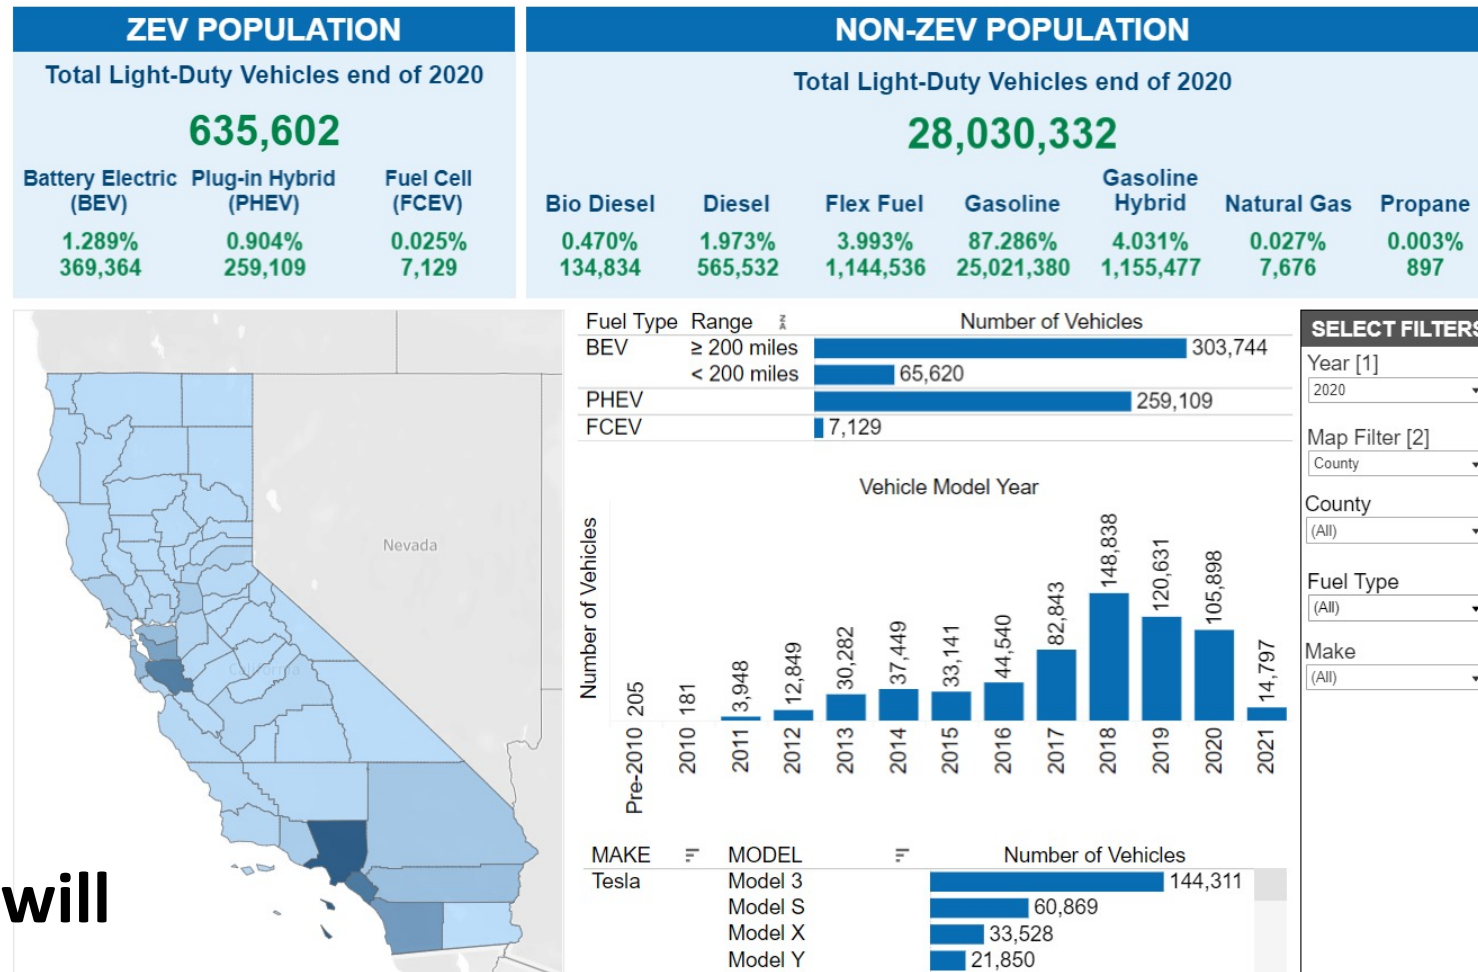 ZEV POPULATION
Total Light-Duty Vehicles end of 2020
635,602
Battery Electric (BEV)
1.289%
369,364
Plug-in Hybrid (PHEV)
0.904%
259,109
Fuel Cell (FCEV)
0.025%
7,129
NON-ZEV POPULATION
Total Light-Duty Vehicles end of 2020
28,030,332
Bio Diesel
0.470%
134,834
Diesel
1.973%
565,532
Flex Fuel
3.993%
1,144,536
Gasoline
87.286%
25,021,380
Gasoline Hybrid
4.031%
1,155,477
Natural Gas
0.027%
7,676
Propane
0.003%
897
Nevada
California
will
Fuel Type Range Number of Vehicles
BEV ≥ 200 miles 303,744
< 200 miles 65,620
PHEV 259,109
FCEV 7,129
Vehicle Model Year
Number of Vehicles
205 181 3,948 12,849 30,282 37,449 33,141 44,540 82,843 148,838 120,631 105,898 14,797
Pre-2010 2010 2011 2012 2013 2014 2015 2016 2017 2018 2019 2020 2021
MAKE MODEL Number of Vehicles
Tesla Model 3 144,311
Model S 60,869
Model X 33,528
Model Y 21,850
SELECT FILTERS
Year [1]
2020
Map Filter [2]
County
County
(All)
Fuel Type
(All)
Make
(All)